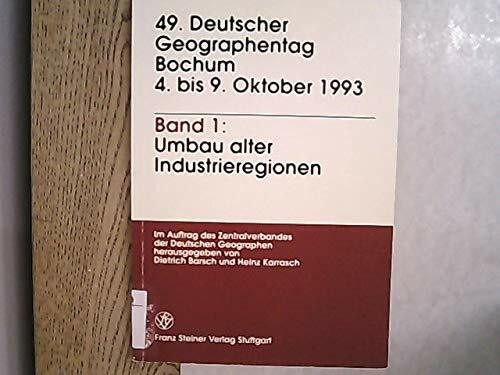 49. Deutscher
Geographentag
Bochum
4. bis 9. Oktober 1993
Band 1:
Umbau alter
Industrieregionen
Im Auftrag des Zentralverbandes
der Deutschen Geographen
herausgegeben von
Dietrich Barsch und Heinz Karrasch
Franz Steiner Verlag Stuttgart